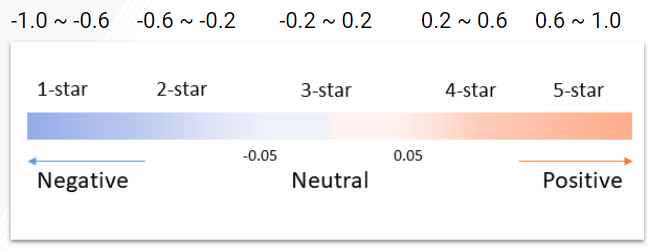 -1.0 ~ -0.6 -0.6 ~ -0.2 -0.2 ~ 0.2 0.2 ~ 0.6 0.6 ~ 1.0
1-star 2-star 3-star 4-star 5-star
-0.05 0.05
Negative Neutral Positive